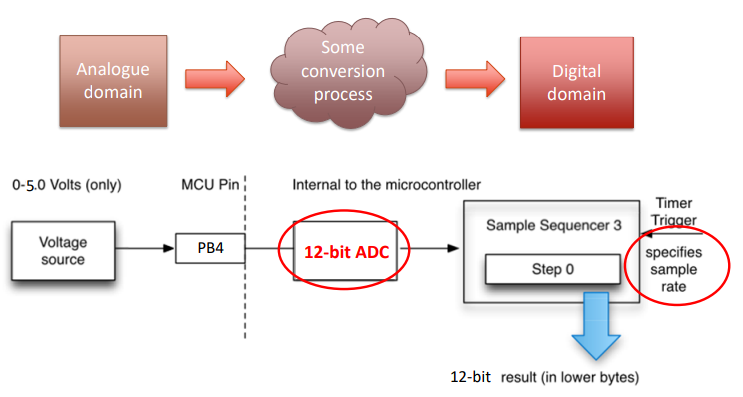 Analogue
domain
Some
conversion
process
Digital
domain
0-5.0 Volts (only)
MCU Pin
Internal to the microcontroller
Voltage
source
PB4
12-bit ADC
Sample Sequencer 3
Step 0
Timer
Trigger
specifies
sample
rate
12-bit result (in lower bytes)